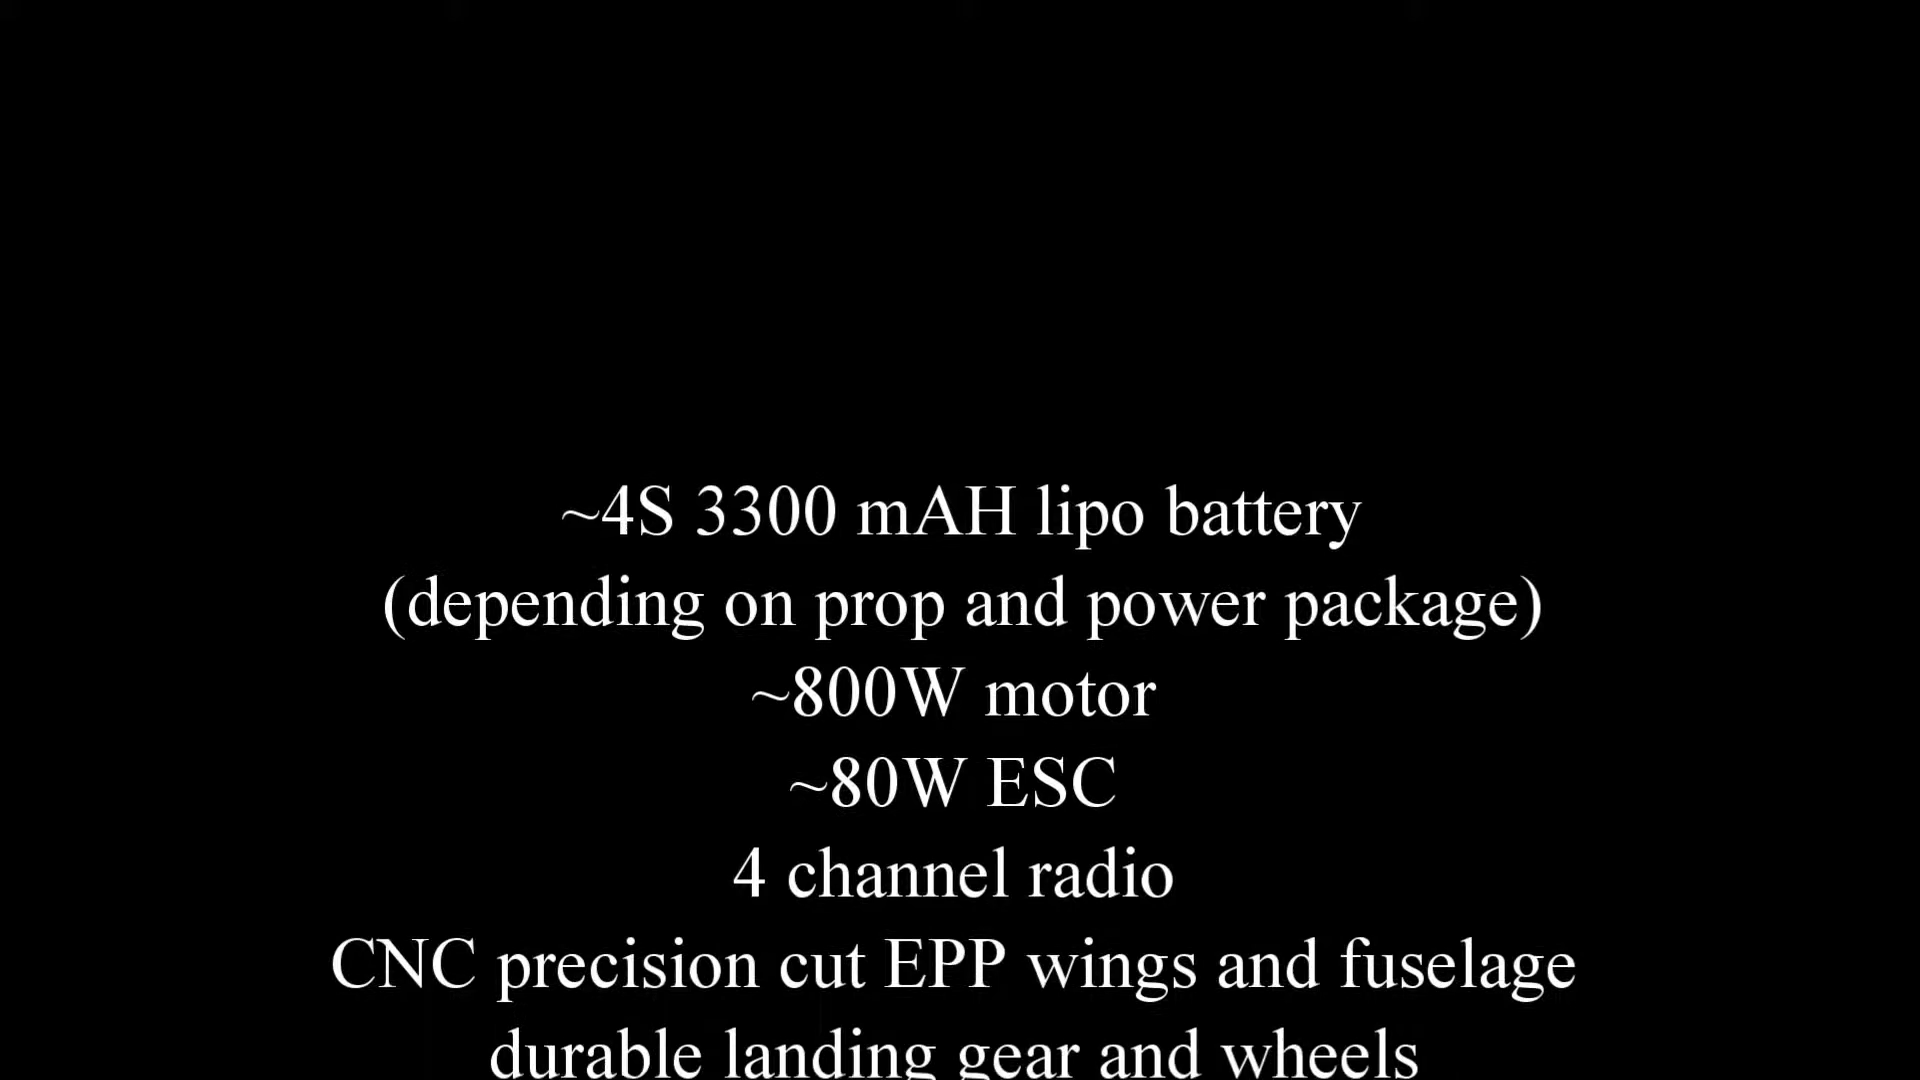 ~4S 3300 mAH lipo battery
(depending on prop and power package)
~800W motor
~80W ESC
4 channel radio
CNC precision cut EPP wings and fuselage
durable landing gear and wheels